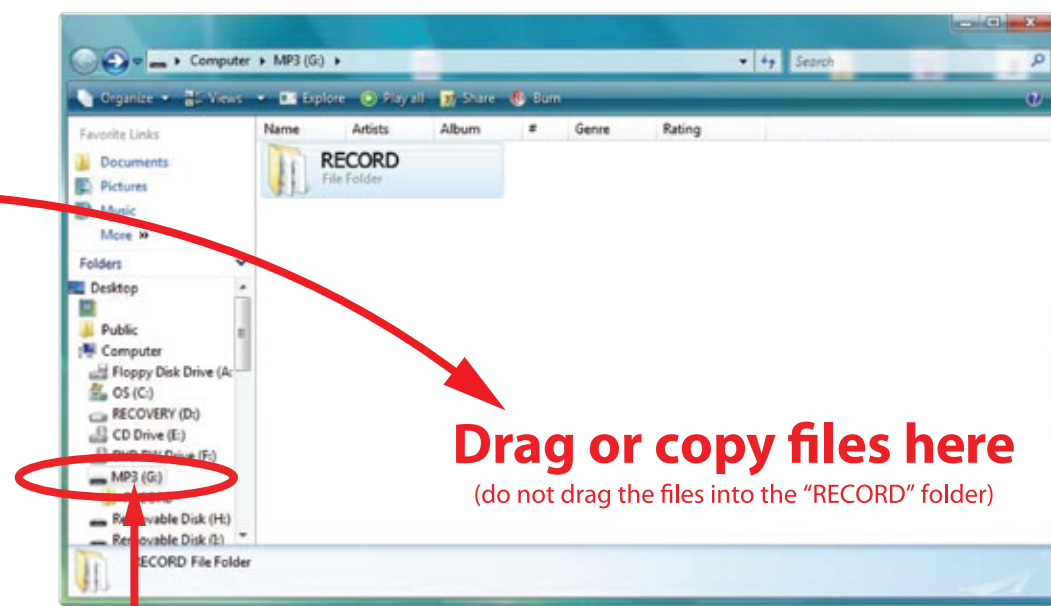 Computer ▸ MP3 (G:) ▸
Search
Organize
Views
Explore
Play all
Share
Burn
Favorite Links
Documents
Pictures
Music
More »
Folders
Name Artists Album # Genre Rating
RECORD
File Folder
Desktop
Public
Computer
Floppy Disk Drive (A:
OS (C:)
RECOVERY (D:)
CD Drive (E:)
Drive (F:)
MP3 (G:)
Removable Disk (H:)
Removable Disk (I:)
Drag or copy files here
(do not drag the files into the “RECORD” folder)
RECORD File Folder